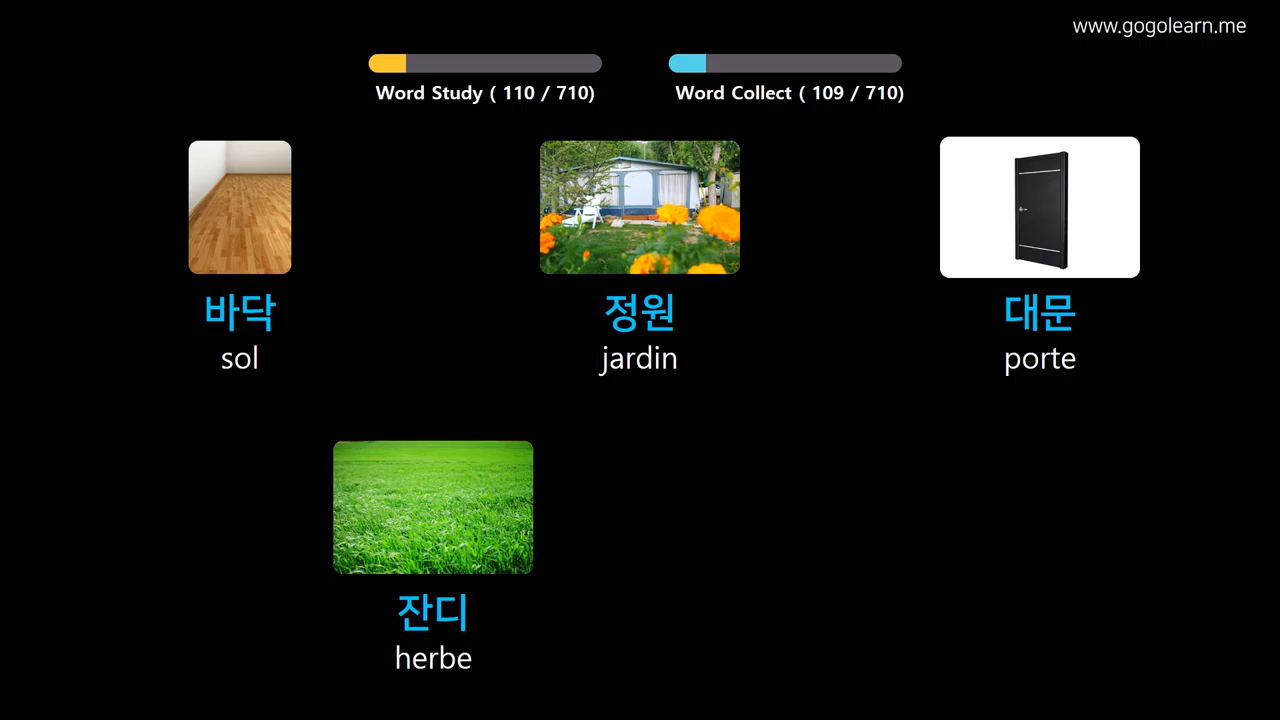 www.gogolearn.me
Word Study ( 110 / 710)
Word Collect ( 109 / 710)
바닥
sol
정원
jardin
대문
porte
잔디
herbe